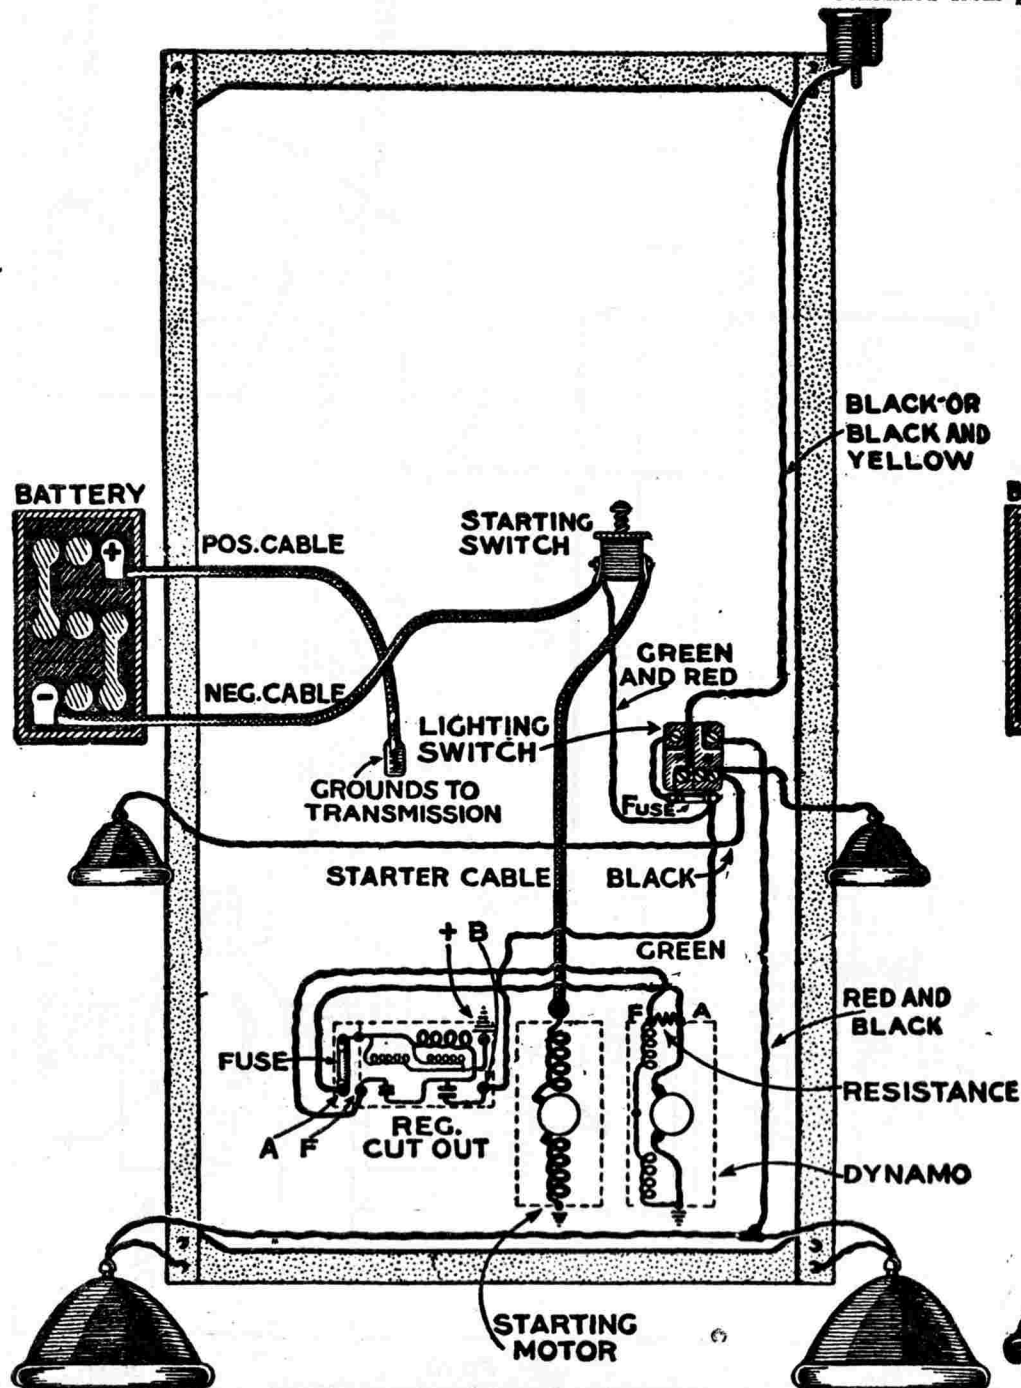 BLACK OR
BLACK AND
YELLOW
BATTERY
+
-
POS. CABLE
NEG. CABLE
STARTING
SWITCH
GREEN
AND RED
LIGHTING
SWITCH
GROUNDS TO
TRANSMISSION
FUSE
STARTER CABLE
BLACK
+ B
GREEN
F A
RED AND
BLACK
FUSE
RESISTANCE
A F
REG.
CUT OUT
DYNAMO
STARTING
MOTOR